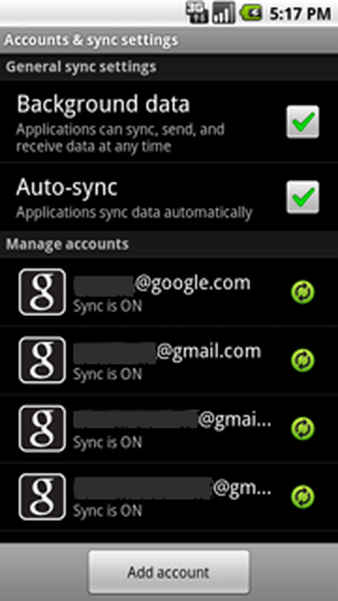 3G 5:17 PM
Accounts & sync settings
General sync settings
Background data
Applications can sync, send, and
receive data at any time
Auto-sync
Applications sync data automatically
Manage accounts
g @google.com
Sync is ON
g @gmail.com
Sync is ON
g @gmai...
Sync is ON
g @gm...
Sync is ON
Add account